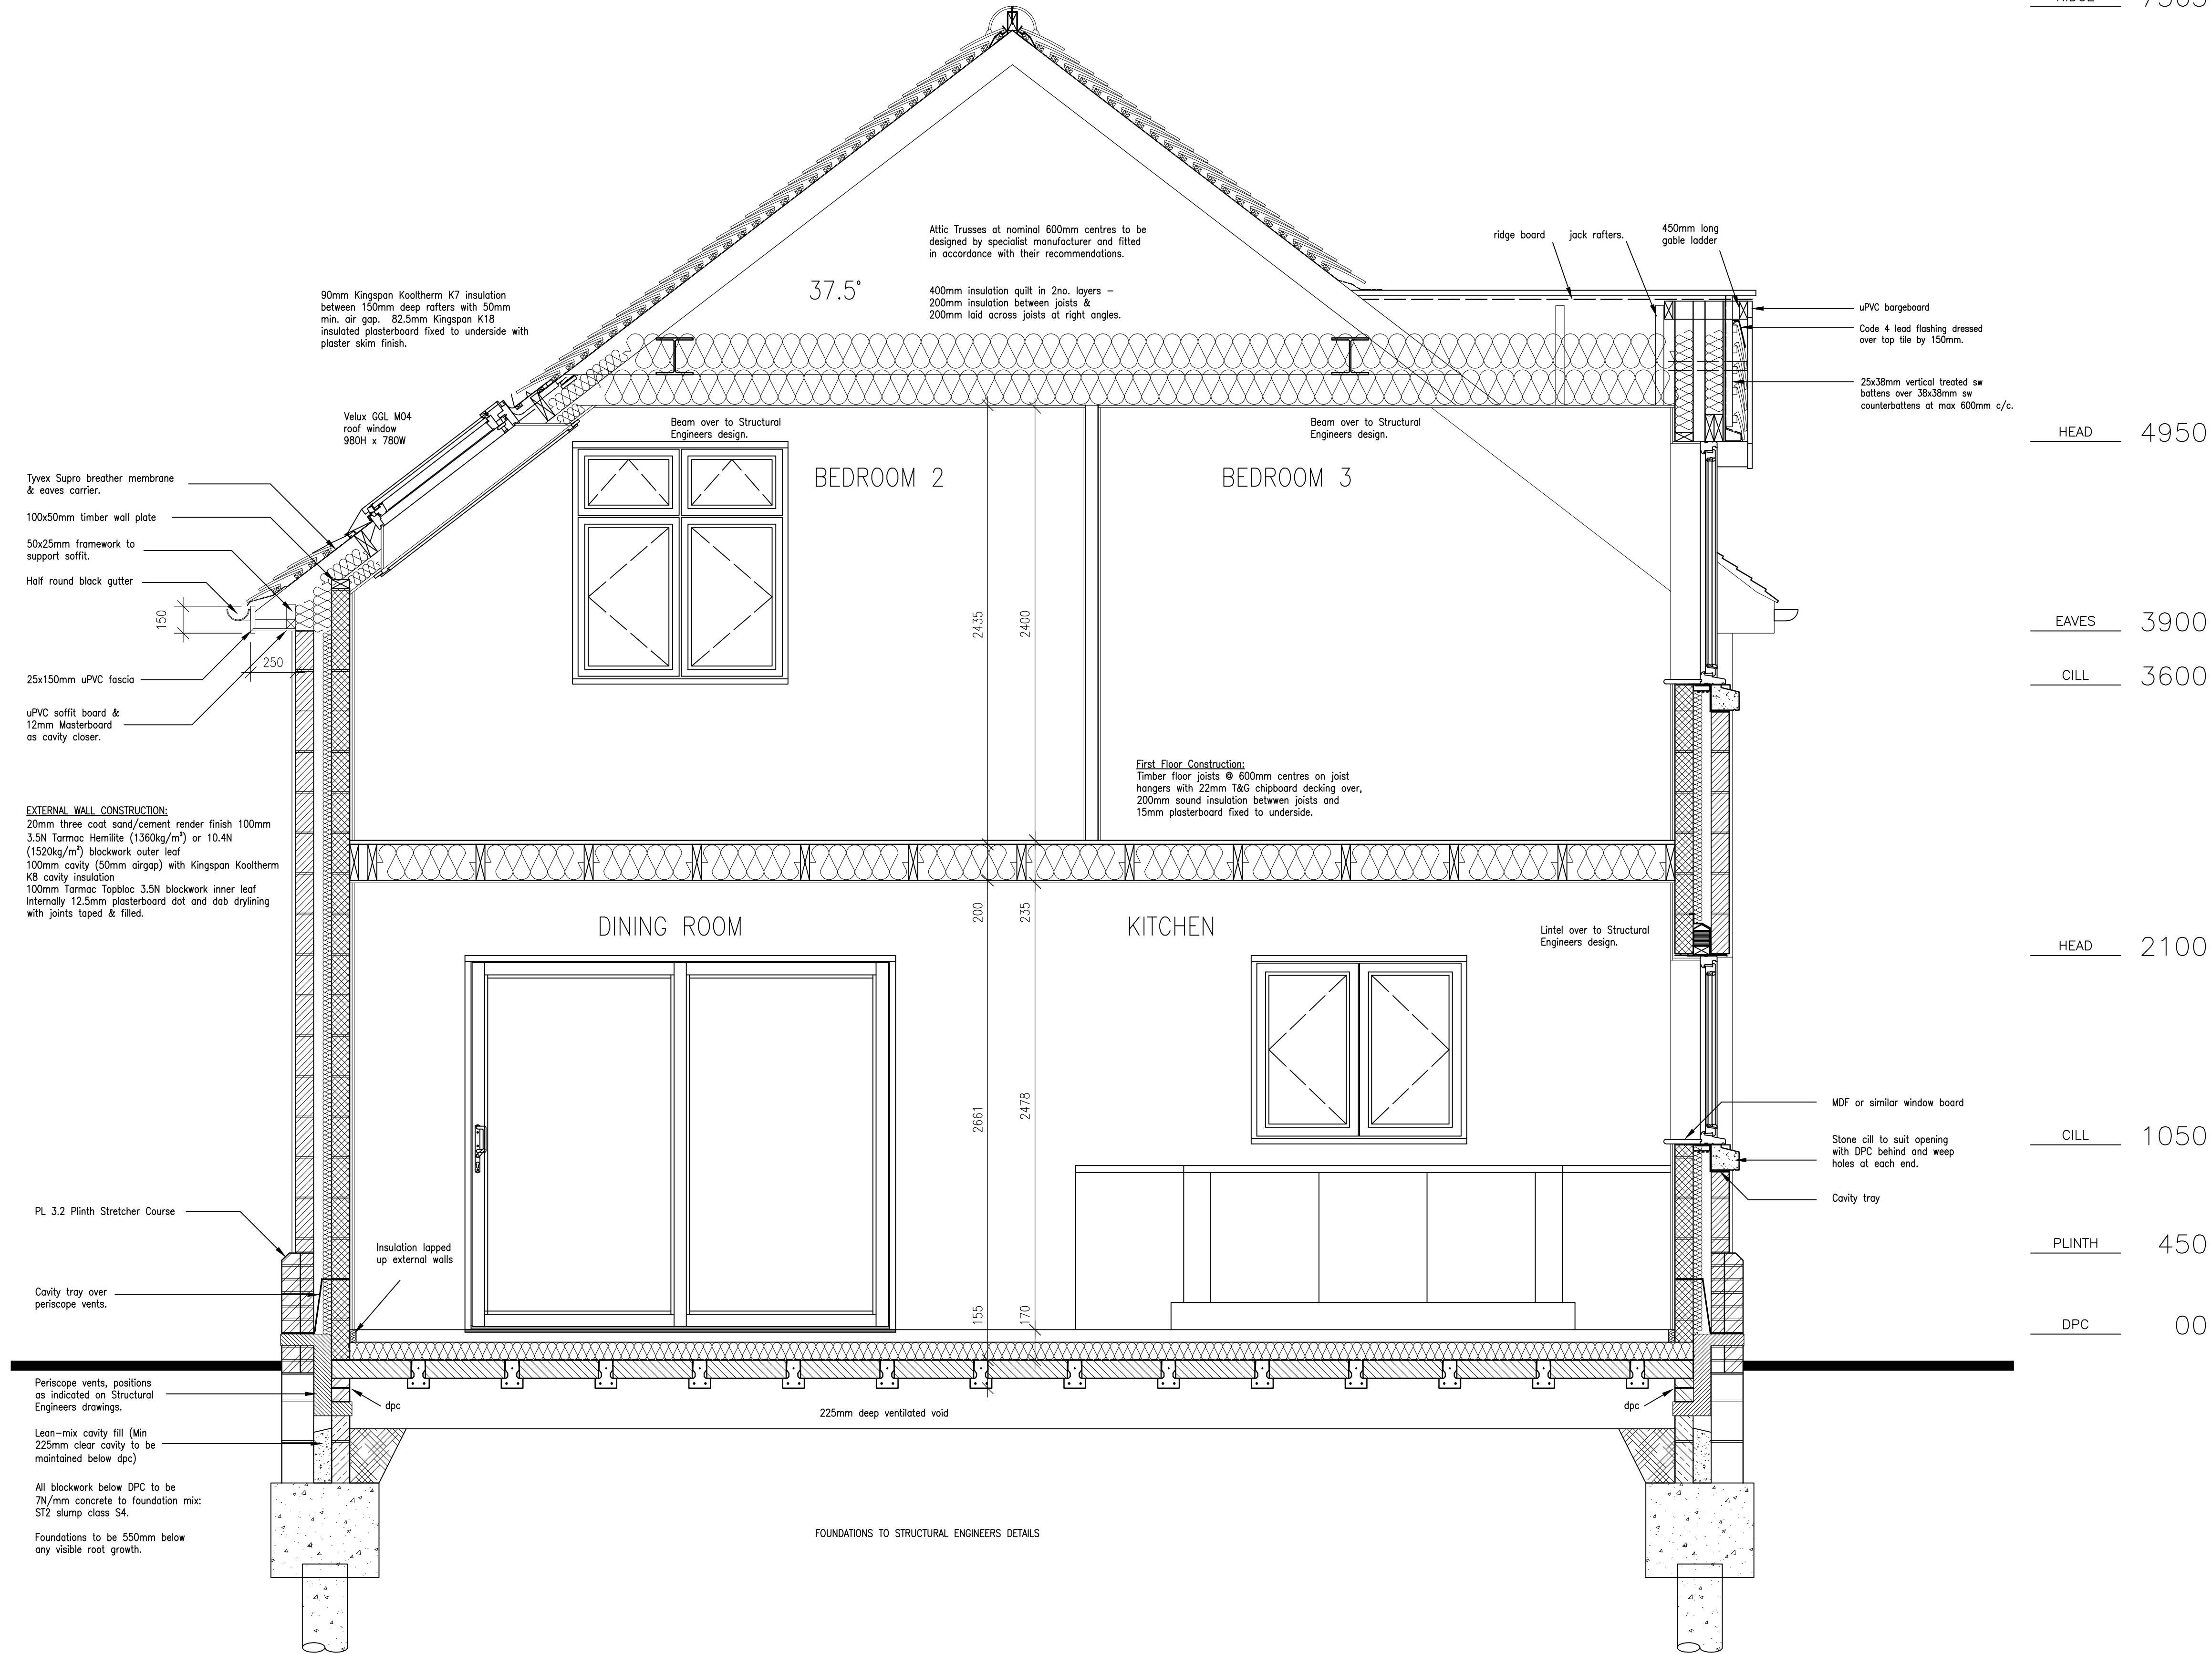 7565
Attic Trusses at nominal 600mm centres to be
designed by specialist manufacturer and fitted
in accordance with their recommendations.
400mm insulation quilt in 2no. layers –
200mm insulation between joists &
200mm laid across joists at right angles.
37.5°
90mm Kingspan Kooltherm K7 insulation
between 150mm deep rafters with 50mm
min. air gap.  82.5mm Kingspan K18
insulated plasterboard fixed to underside with
plaster skim finish.
ridge board
jack rafters.
450mm long
gable ladder
uPVC bargeboard
Code 4 lead flashing dressed
over top tile by 150mm.
25x38mm vertical treated sw
battens over 38x38mm sw
counterbattens at max 600mm c/c.
Velux GGL M04
roof window
980H x 780W
Beam over to Structural
Engineers design.
Beam over to Structural
Engineers design.
HEAD 4950
BEDROOM 2
BEDROOM 3
Tyvex Supro breather membrane
& eaves carrier.
100x50mm timber wall plate
50x25mm framework to
support soffit.
Half round black gutter
150
250
25x150mm uPVC fascia
uPVC soffit board &
12mm Masterboard
as cavity closer.
2435
2400
EAVES 3900
CILL 3600
First Floor Construction:
Timber floor joists @ 600mm centres on joist
hangers with 22mm T&G chipboard decking over,
200mm sound insulation betwwen joists and
15mm plasterboard fixed to underside.
EXTERNAL WALL CONSTRUCTION:
20mm three coat sand/cement render finish 100mm
3.5N Tarmac Hemilite (1360kg/m²) or 10.4N
(1520kg/m²) blockwork outer leaf
100mm cavity (50mm airgap) with Kingspan Kooltherm
K8 cavity insulation
100mm Tarmac Topbloc 3.5N blockwork inner leaf
Internally 12.5mm plasterboard dot and dab drylining
with joints taped & filled.
200
235
DINING ROOM
KITCHEN
Lintel over to Structural
Engineers design.
HEAD 2100
2661
2478
MDF or similar window board
Stone cill to suit opening
with DPC behind and weep
holes at each end.
Cavity tray
CILL 1050
PL 3.2 Plinth Stretcher Course
Insulation lapped
up external walls
PLINTH 450
Cavity tray over
periscope vents.
155
170
DPC 00
Periscope vents, positions
as indicated on Structural
Engineers drawings.
dpc
225mm deep ventilated void
dpc
Lean-mix cavity fill (Min
225mm clear cavity to be
maintained below dpc)
All blockwork below DPC to be
7N/mm concrete to foundation mix:
ST2 slump class S4.
Foundations to be 550mm below
any visible root growth.
FOUNDATIONS TO STRUCTURAL ENGINEERS DETAILS